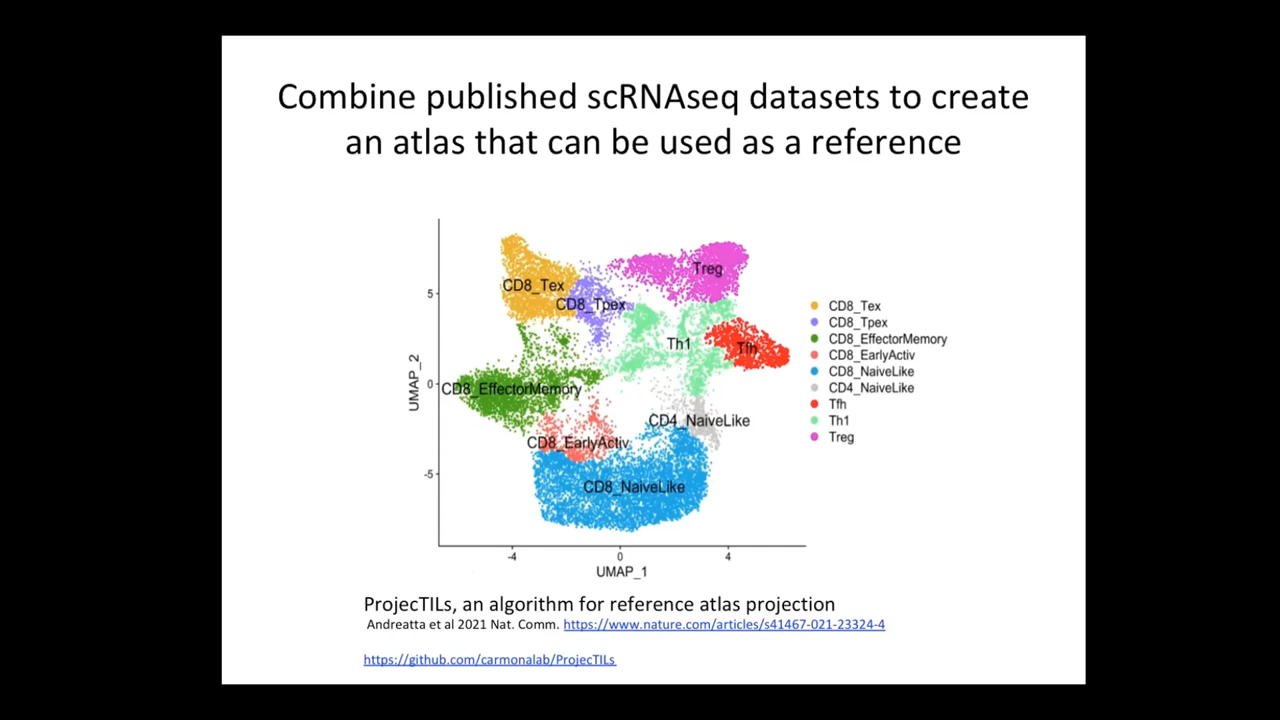 Combine published scRNAseq datasets to create
an atlas that can be used as a reference
CD8_Tex
CD8_Tpex
Treg
Th1
Tfh
CD8_EffectorMemory
CD4_NaiveLike
CD8_EarlyActiv
CD8_NaiveLike
5
0
-5
UMAP_2
-4
0
4
UMAP_1
CD8_Tex
CD8_Tpex
CD8_EffectorMemory
CD8_EarlyActiv
CD8_NaiveLike
CD4_NaiveLike
Tfh
Th1
Treg
ProjecTILs, an algorithm for reference atlas projection
Andreatta et al 2021 Nat. Comm. https://www.nature.com/articles/s41467-021-23324-4
https://github.com/carmonalab/ProjecTILs